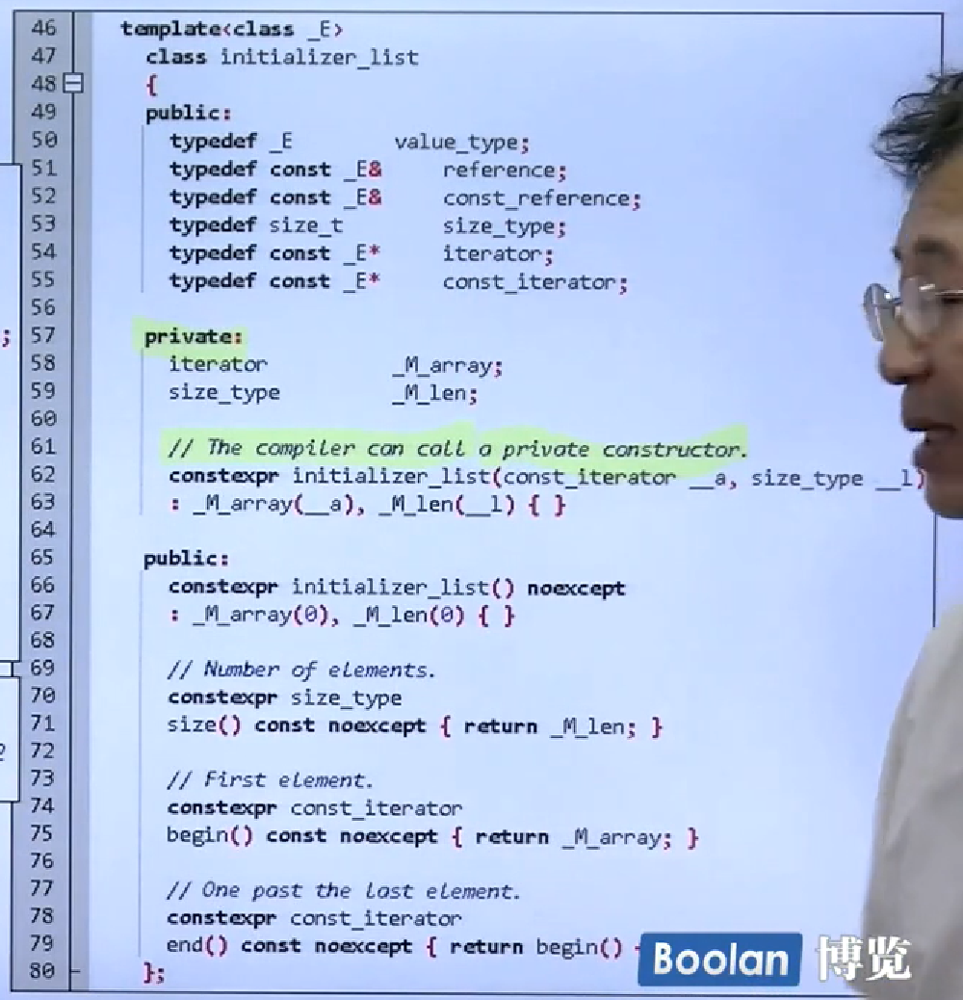 46 template<class _E>
47 class initializer_list
48 {
49 public:
50 typedef _E value_type;
51 typedef const _E& reference;
52 typedef const _E& const_reference;
53 typedef size_t size_type;
54 typedef const _E* iterator;
55 typedef const _E* const_iterator;
56
; 57 private:
58 iterator _M_array;
59 size_type _M_len;
60
61 // The compiler can call a private constructor.
62 constexpr initializer_list(const_iterator __a, size_type __l)
63 : _M_array(__a), _M_len(__l) { }
64
65 public:
66 constexpr initializer_list() noexcept
67 : _M_array(0), _M_len(0) { }
68
69 // Number of elements.
70 constexpr size_type
71 size() const noexcept { return _M_len; }
72
73 // First element.
74 constexpr const_iterator
75 begin() const noexcept { return _M_array; }
76
77 // One past the last element.
78 constexpr const_iterator
79 end() const noexcept { return begin()
80 };
Boolan 博览